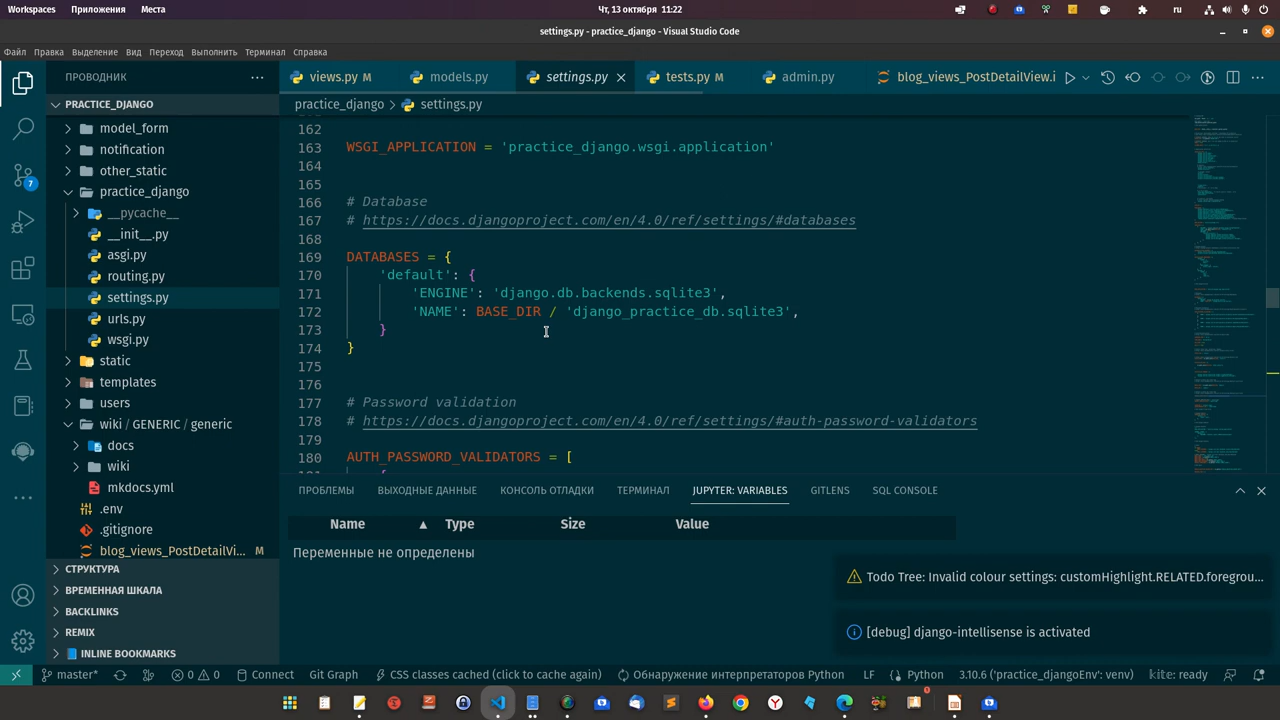 Workspaces Приложения Места Чт, 13 октября 11:22 ru
settings.py - practice_django - Visual Studio Code
Файл Правка Выделение Вид Переход Выполнить Терминал Справка
ПРОВОДНИК
views.py M models.py settings.py tests.py M admin.py blog_views_PostDetailView.i
PRACTICE_DJANGO
practice_django > settings.py
model_form
notification
other_static
practice_django
__pycache__
__init__.py
asgi.py
routing.py
settings.py
urls.py
wsgi.py
static
templates
users
wiki / GENERIC / generic
docs
wiki
mkdocs.yml
.env
.gitignore
blog_views_PostDetailVi... M
СТРУКТУРА
ВРЕМЕННАЯ ШКАЛА
BACKLINKS
REMIX
INLINE BOOKMARKS
7
162
163 WSGI_APPLICATION = 'practice_django.wsgi.application'
164
165
166 # Database
167 # https://docs.djangoproject.com/en/4.0/ref/settings/#databases
168
169 DATABASES = {
170 'default': {
171 'ENGINE': 'django.db.backends.sqlite3',
172 'NAME': BASE_DIR / 'django_practice_db.sqlite3',
173 }
174 }
175
176
177 # Password validation
178 # https://docs.djangoproject.com/en/4.0/ref/settings/#auth-password-validators
179
180 AUTH_PASSWORD_VALIDATORS = [
ПРОБЛЕМЫ ВЫХОДНЫЕ ДАННЫЕ КОНСОЛЬ ОТЛАДКИ ТЕРМИНАЛ JUPYTER: VARIABLES GITLENS SQL CONSOLE
Name Type Size Value
Переменные не определены
Todo Tree: Invalid colour settings: customHighlight.RELATED.foregrou...
[debug] django-intellisense is activated
master* 0 0 Connect Git Graph CSS classes cached (click to cache again) Обнаружение интерпретаторов Python LF Python 3.10.6 ('practice_djangoEnv': venv) kite: ready